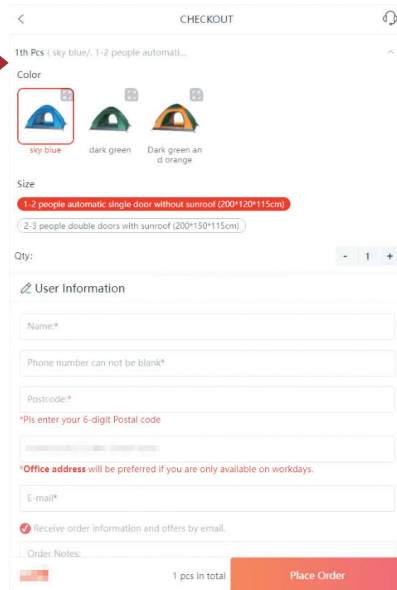 CHECKOUT
1th Pcs ( sky blue/, 1-2 people automati...
Color
sky blue
dark green
Dark green an
d orange
Size
1-2 people automatic single door without sunroof (200*120*115cm)
2-3 people double doors with sunroof (200*150*115cm)
Qty:
- 1 +
User Information
Name:*
Phone number can not be blank*
Postcode:*
*Pls enter your 6-digit Postal code
*Office address will be preferred if you are only available on workdays.
E-mail*
Receive order information and offers by email.
Order Notes:
1 pcs in total
Place Order